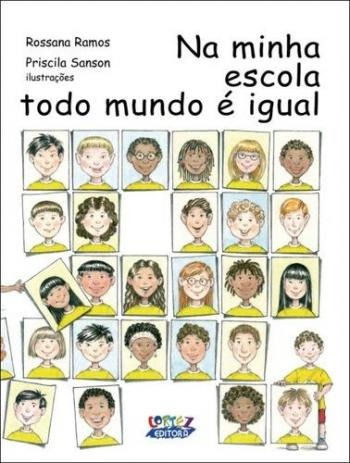 Rossana Ramos
Priscila Sanson
ilustrações
Na minha
escola
todo mundo é igual
CORTEZ
EDITORA